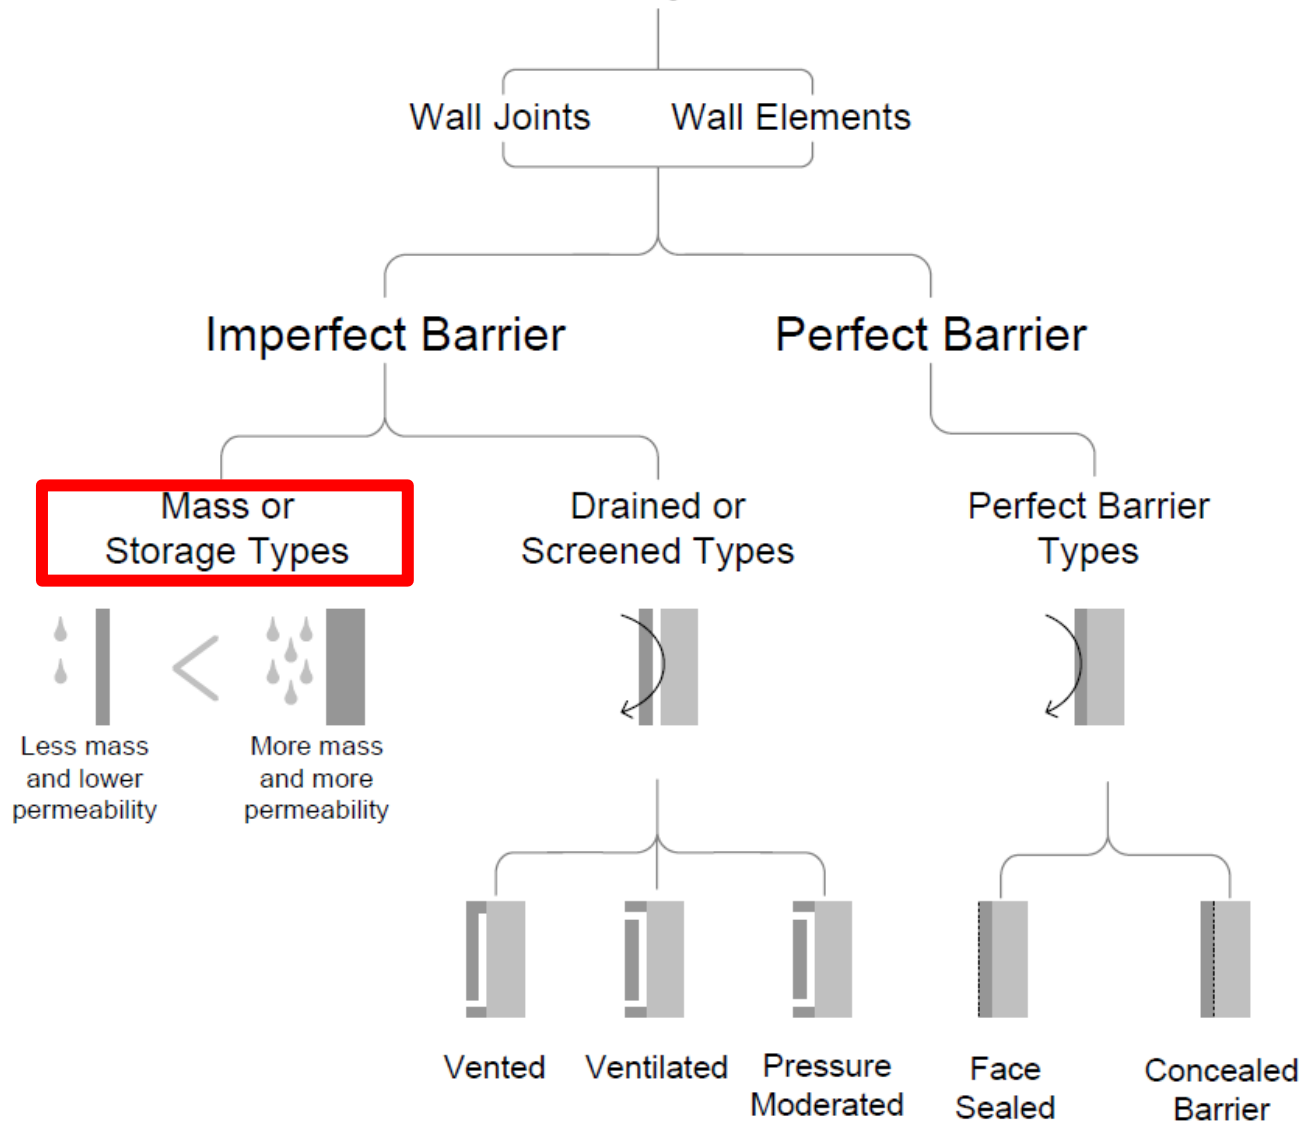 Wall Joints
Wall Elements
Imperfect Barrier
Perfect Barrier
Mass or
Storage Types
Drained or
Screened Types
Perfect Barrier
Types
Less mass
and lower
permeability
More mass
and more
permeability
Vented
Ventilated
Pressure
Moderated
Face
Sealed
Concealed
Barrier